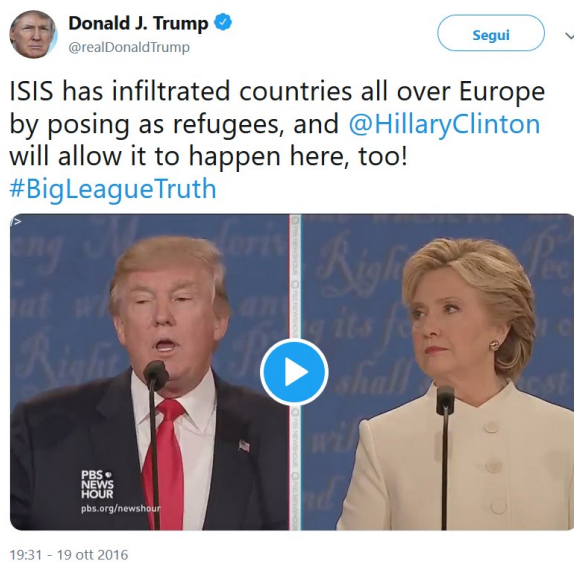 Donald J. Trump
@realDonaldTrump
Segui
ISIS has infiltrated countries all over Europe
by posing as refugees, and @HillaryClinton
will allow it to happen here, too!
#BigLeagueTruth
PBS
NEWS
HOUR
pbs.org/newshour
19:31 - 19 ott 2016